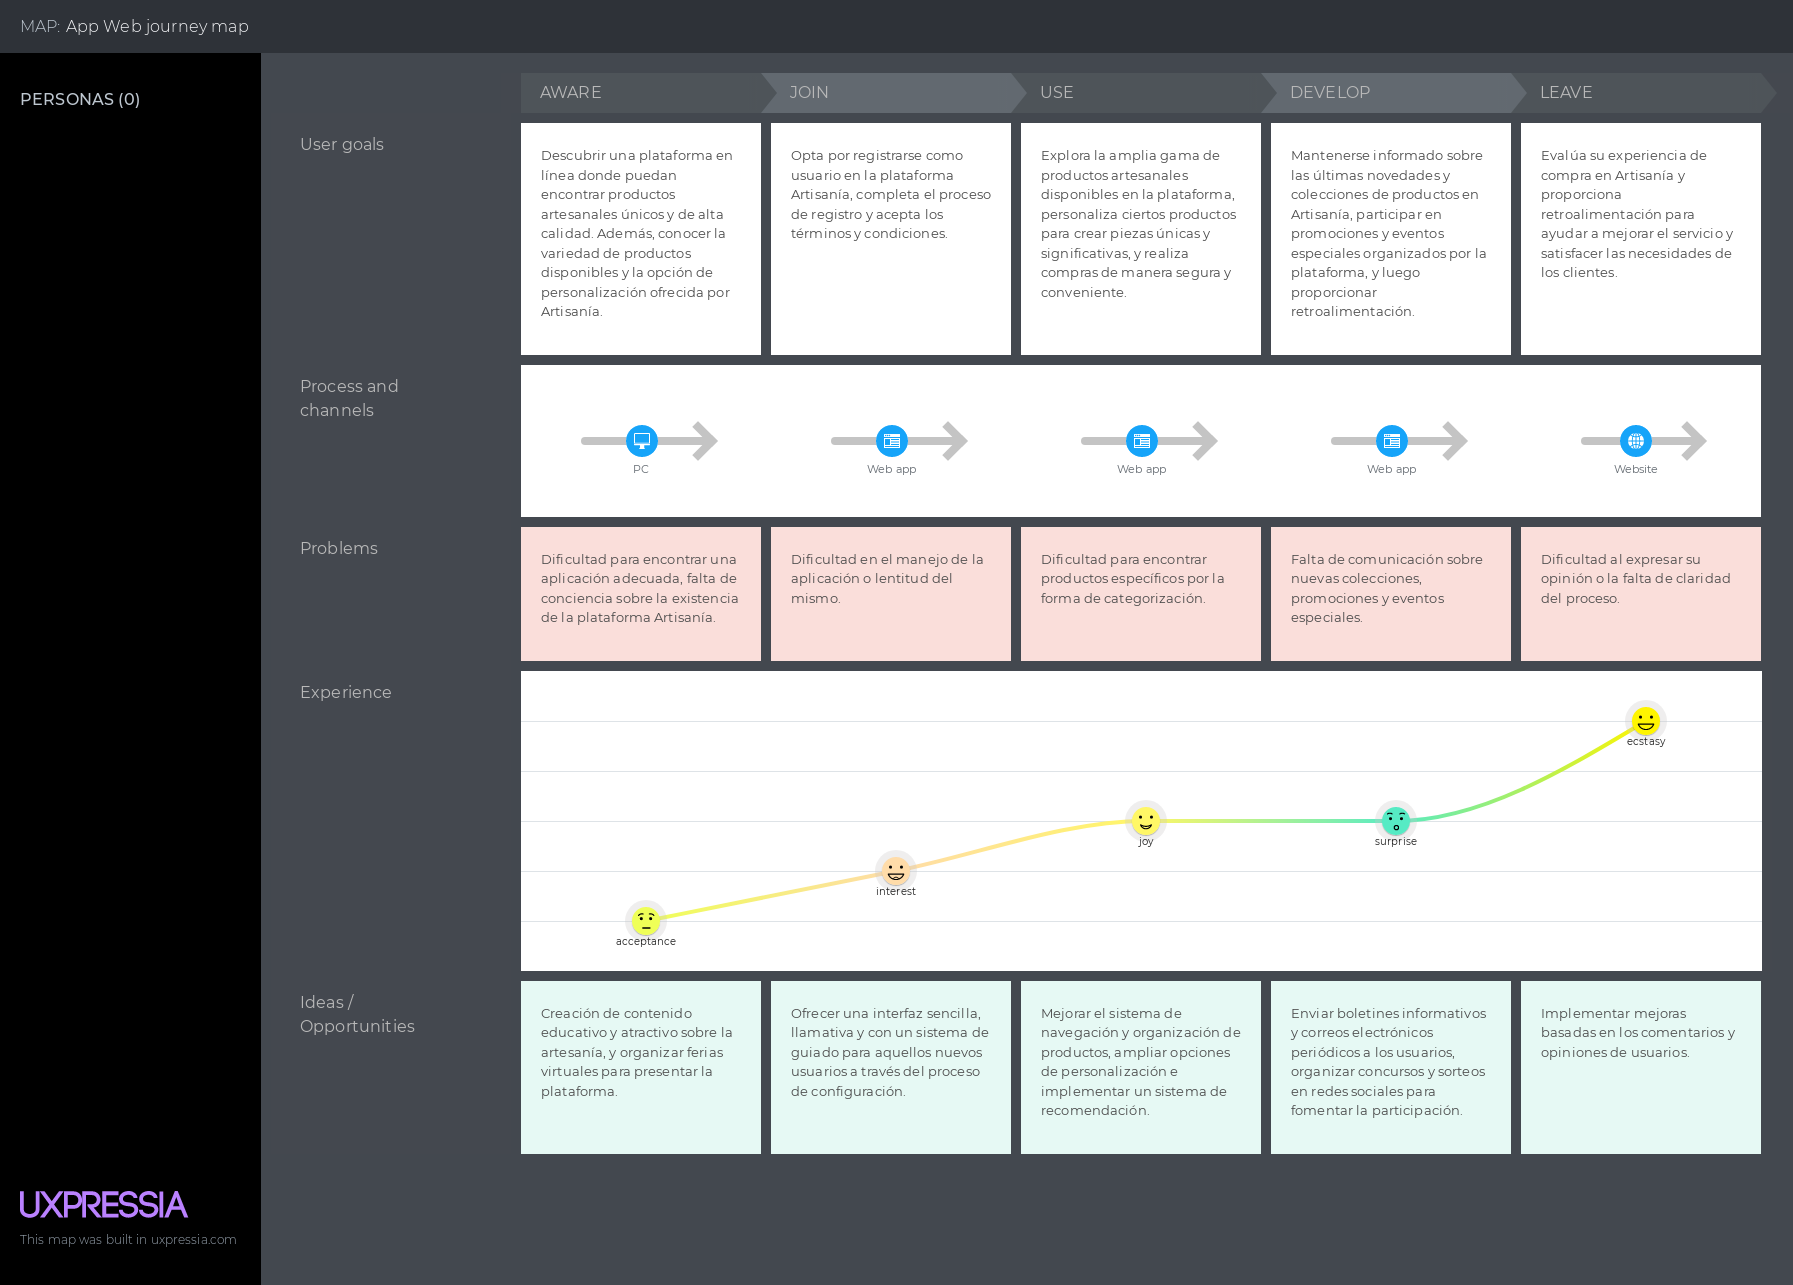 MAP: App Web journey map
PERSONAS (0)
AWARE
JOIN
USE
DEVELOP
LEAVE
User goals
Descubrir una plataforma en
línea donde puedan
encontrar productos
artesanales únicos y de alta
calidad. Además, conocer la
variedad de productos
disponibles y la opción de
personalización ofrecida por
Artisanía.
Opta por registrarse como
usuario en la plataforma
Artisanía, completa el proceso
de registro y acepta los
términos y condiciones.
Explora la amplia gama de
productos artesanales
disponibles en la plataforma,
personaliza ciertos productos
para crear piezas únicas y
significativas, y realiza
compras de manera segura y
conveniente.
Mantenerse informado sobre
las últimas novedades y
colecciones de productos en
Artisanía, participar en
promociones y eventos
especiales organizados por la
plataforma, y luego
proporcionar
retroalimentación.
Evalúa su experiencia de
compra en Artisanía y
proporciona
retroalimentación para
ayudar a mejorar el servicio y
satisfacer las necesidades de
los clientes.
Process and
channels
PC
Web app
Web app
Web app
Website
Problems
Dificultad para encontrar una
aplicación adecuada, falta de
conciencia sobre la existencia
de la plataforma Artisanía.
Dificultad en el manejo de la
aplicación o lentitud del
mismo.
Dificultad para encontrar
productos específicos por la
forma de categorización.
Falta de comunicación sobre
nuevas colecciones,
promociones y eventos
especiales.
Dificultad al expresar su
opinión o la falta de claridad
del proceso.
Experience
acceptance
interest
joy
surprise
ecstasy
Ideas /
Opportunities
Creación de contenido
educativo y atractivo sobre la
artesanía, y organizar ferias
virtuales para presentar la
plataforma.
Ofrecer una interfaz sencilla,
llamativa y con un sistema de
guiado para aquellos nuevos
usuarios a través del proceso
de configuración.
Mejorar el sistema de
navegación y organización de
productos, ampliar opciones
de personalización e
implementar un sistema de
recomendación.
Enviar boletines informativos
y correos electrónicos
periódicos a los usuarios,
organizar concursos y sorteos
en redes sociales para
fomentar la participación.
Implementar mejoras
basadas en los comentarios y
opiniones de usuarios.
UXPRESSIA
This map was built in uxpressia.com